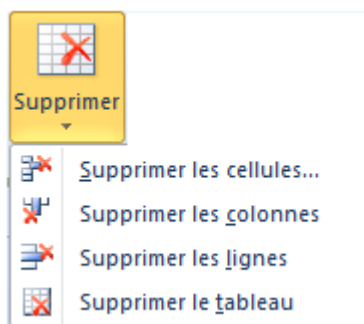 Supprimer
Supprimer les cellules...
Supprimer les colonnes
Supprimer les lignes
Supprimer le tableau